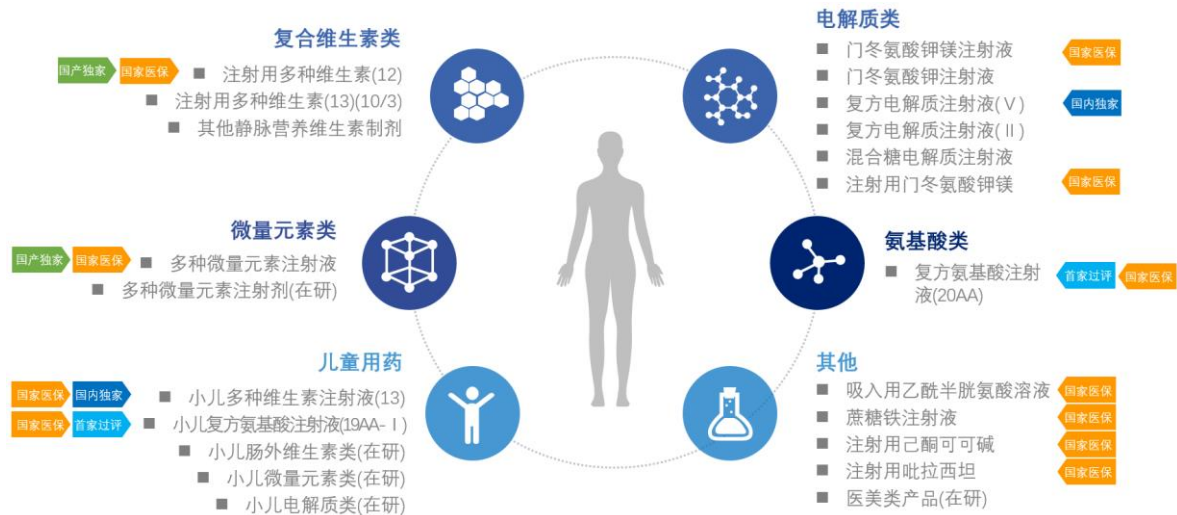 复合维生素类
国产独家 国家医保 ■ 注射用多种维生素(12)
■ 注射用多种维生素(13)(10/3)
■ 其他静脉营养维生素制剂
电解质类
■ 门冬氨酸钾镁注射液 国家医保
■ 门冬氨酸钾注射液
■ 复方电解质注射液(Ⅴ) 国内独家
■ 复方电解质注射液(Ⅱ)
■ 混合糖电解质注射液
■ 注射用门冬氨酸钾镁 国家医保
微量元素类
国产独家 国家医保 ■ 多种微量元素注射液
■ 多种微量元素注射剂(在研)
氨基酸类
■ 复方氨基酸注射 首家过评 国家医保
液(20AA)
儿童用药
国家医保 国内独家 ■ 小儿多种维生素注射液(13)
国家医保 首家过评 ■ 小儿复方氨基酸注射液(19AA-Ⅰ)
■ 小儿肠外维生素类(在研)
■ 小儿微量元素类(在研)
■ 小儿电解质类(在研)
其他
■ 吸入用乙酰半胱氨酸溶液 国家医保
■ 蔗糖铁注射液 国家医保
■ 注射用己酮可可碱 国家医保
■ 注射用吡拉西坦 国家医保
■ 医美类产品(在研)